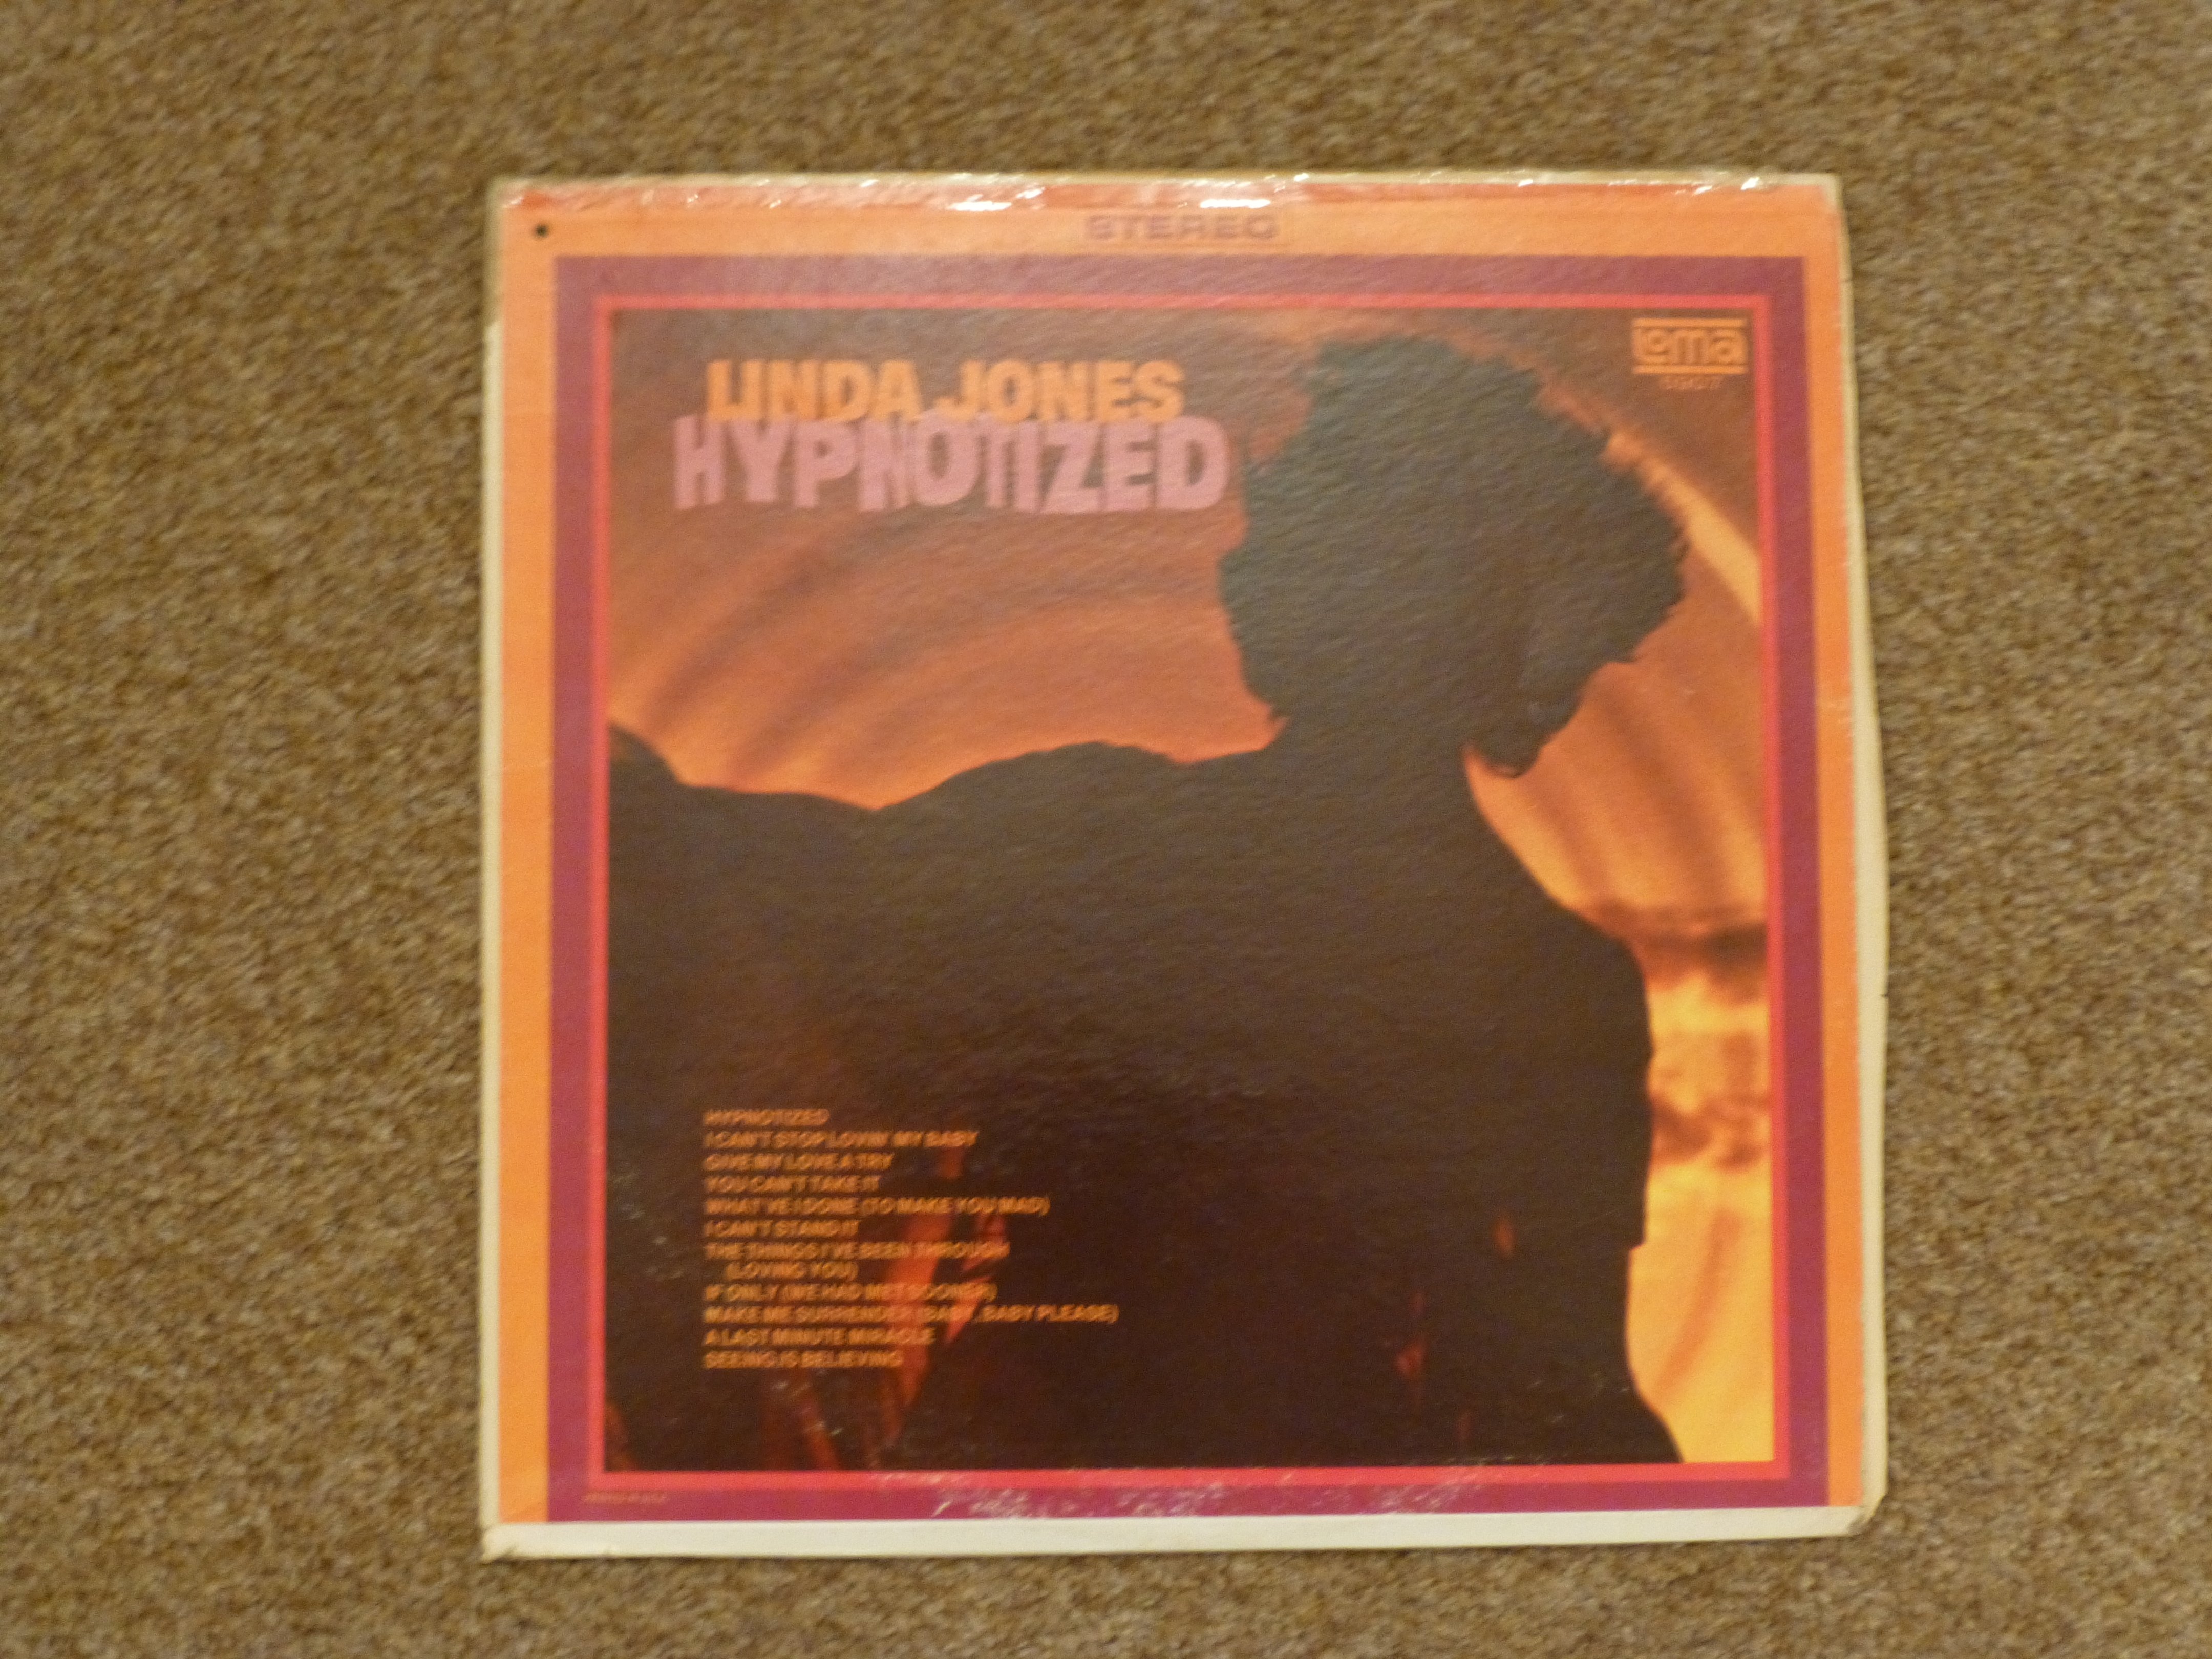 STEREO
LOMA
5907
LINDA JONES
HYPNOTIZED
HYPNOTIZED
I CAN'T STOP LOVIN' MY BABY
GIVE MY LOVE A TRY
YOU CAN'T TAKE IT
WHAT'VE I DONE (TO MAKE YOU MAD)
I CAN'T STAND IT
THE THINGS I'VE BEEN THROUGH
(LOVING YOU)
IF ONLY (WE HAD MET SOONER)
MAKE ME SURRENDER (BABY, BABY PLEASE)
A LAST MINUTE MIRACLE
SEEING IS BELIEVING